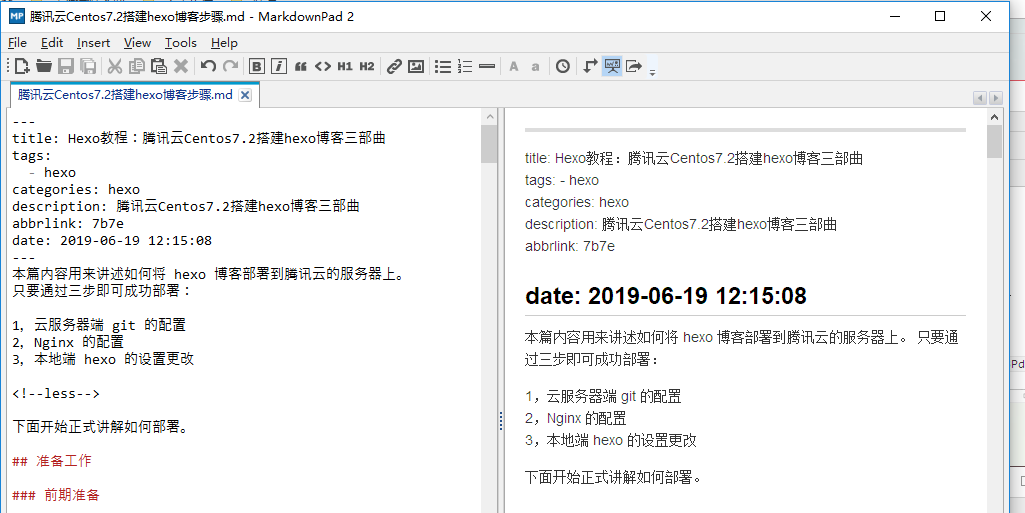 腾讯云Centos7.2搭建hexo博客步骤.md - MarkdownPad 2
File Edit Insert View Tools Help
B i “ <> H1 H2 A a
腾讯云Centos7.2搭建hexo博客步骤.md
---
title: Hexo教程：腾讯云Centos7.2搭建hexo博客三部曲
tags:
- hexo
categories: hexo
description: 腾讯云Centos7.2搭建hexo博客三部曲
abbrlink: 7b7e
date: 2019-06-19 12:15:08
---
本篇内容用来讲述如何将 hexo 博客部署到腾讯云的服务器上。
只要通过三步即可成功部署：
1，云服务器端 git 的配置
2，Nginx 的配置
3，本地端 hexo 的设置更改
<!--less-->
下面开始正式讲解如何部署。
## 准备工作
### 前期准备
title: Hexo教程：腾讯云Centos7.2搭建hexo博客三部曲
tags: - hexo
categories: hexo
description: 腾讯云Centos7.2搭建hexo博客三部曲
abbrlink: 7b7e
date: 2019-06-19 12:15:08
本篇内容用来讲述如何将 hexo 博客部署到腾讯云的服务器上。 只要通
过三步即可成功部署：
1，云服务器端 git 的配置
2，Nginx 的配置
3，本地端 hexo 的设置更改
下面开始正式讲解如何部署。
Pd